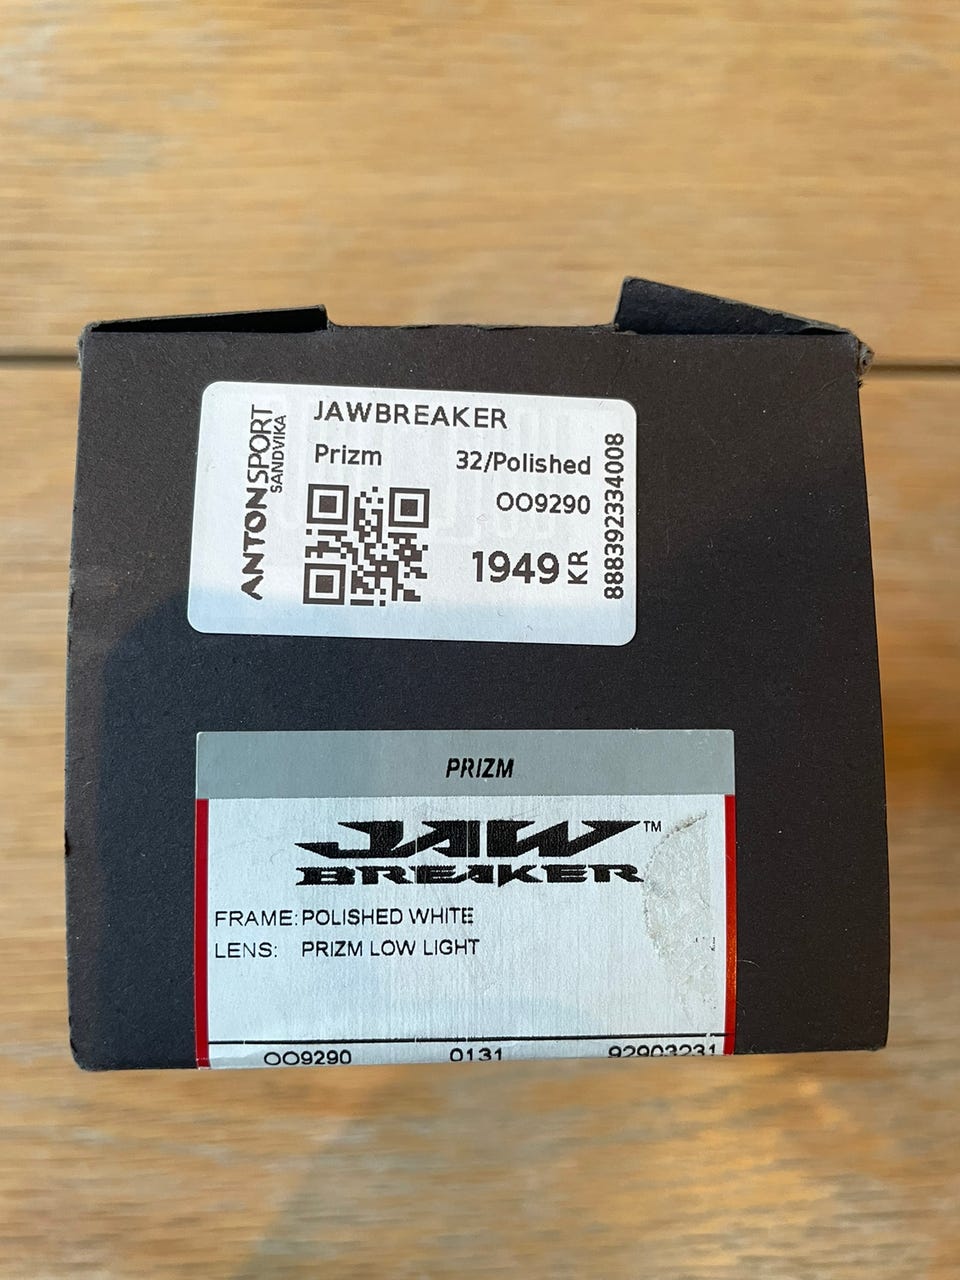 ANTON SPORT
SANDVIKA
JAWBREAKER
Prizm 32/Polished
OO9290
1949 KR
888392334008
PRIZM
JAW™
BREAKER
FRAME: POLISHED WHITE
LENS: PRIZM LOW LIGHT
OO9290 0131 92903231